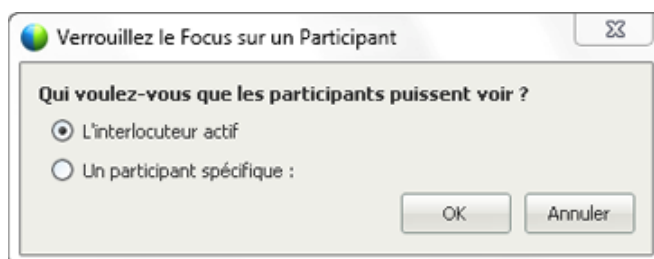 Verrouillez le Focus sur un Participant
Qui voulez-vous que les participants puissent voir ?
L'interlocuteur actif
Un participant spécifique :
OK Annuler